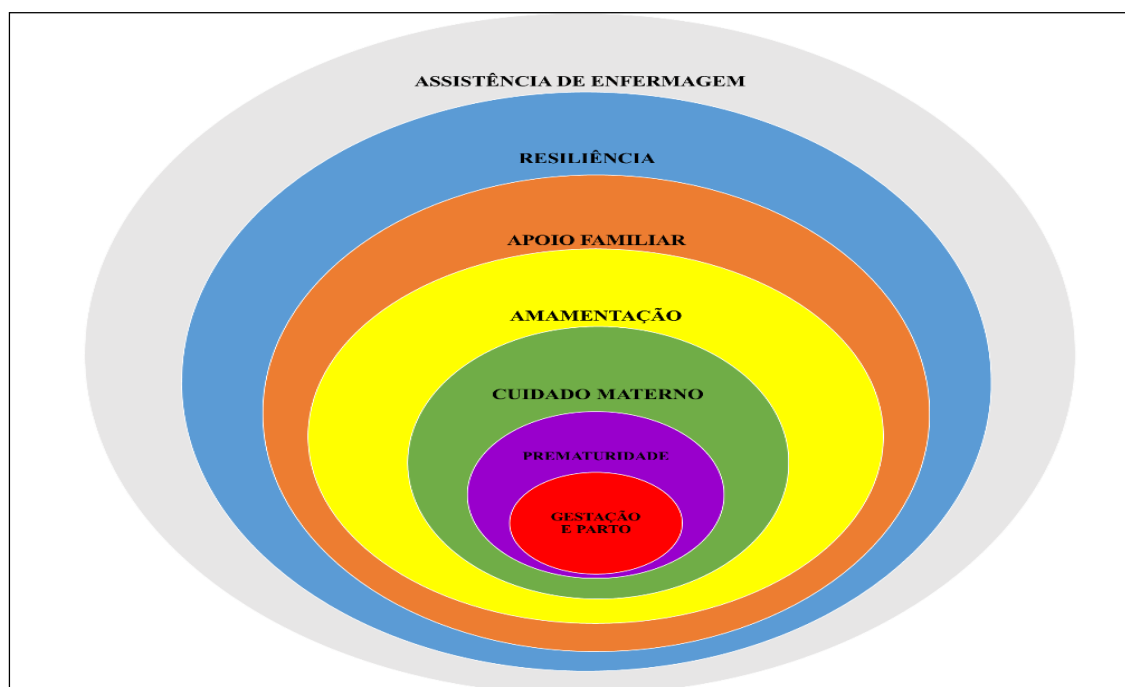 ASSISTÊNCIA DE ENFERMAGEM
RESILIÊNCIA
APOIO FAMILIAR
AMAMENTAÇÃO
CUIDADO MATERNO
PREMATURIDADE
GESTAÇÃO
E PARTO